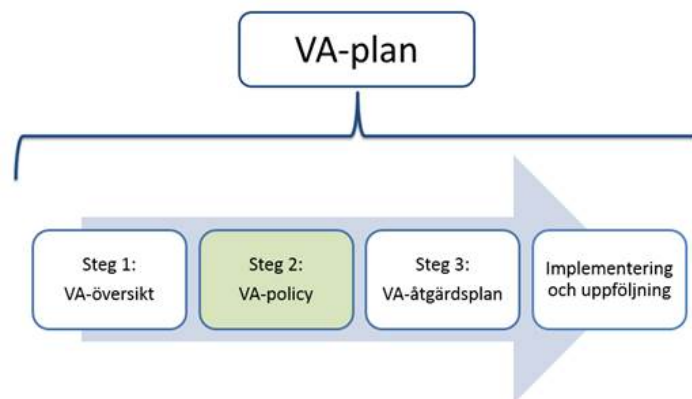 VA-plan
Steg 1:
VA-översikt
Steg 2:
VA-policy
Steg 3:
VA-åtgärdsplan
Implementering
och uppföljning